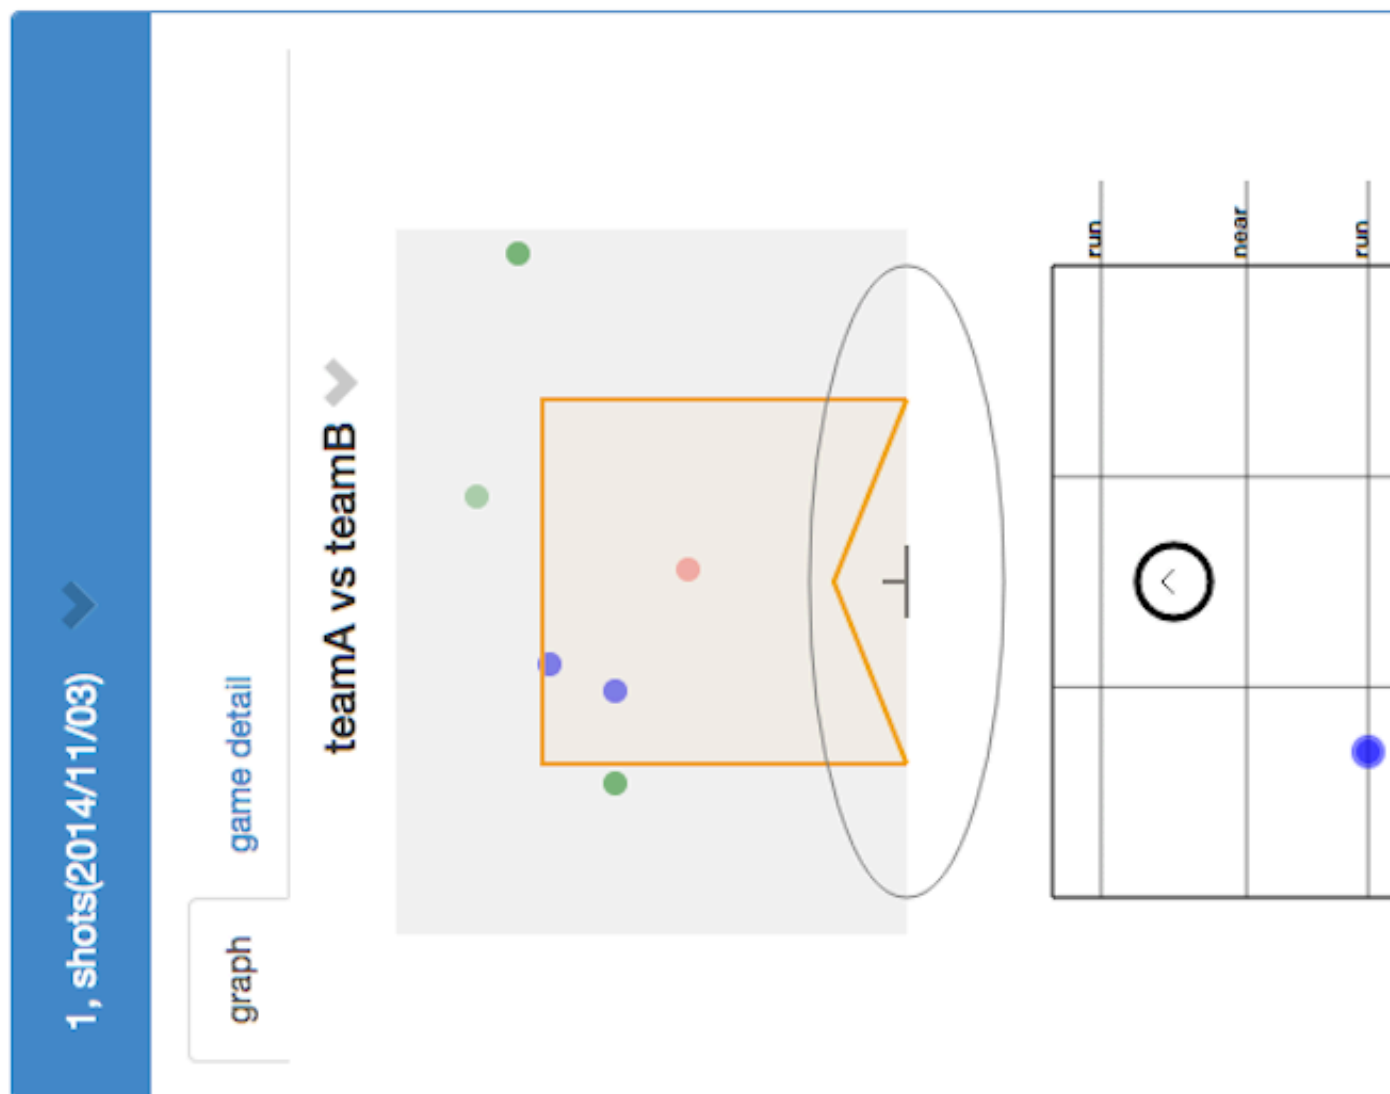 1, shots(2014/11/03)
graph
game detail
teamA vs teamB
run
near
run